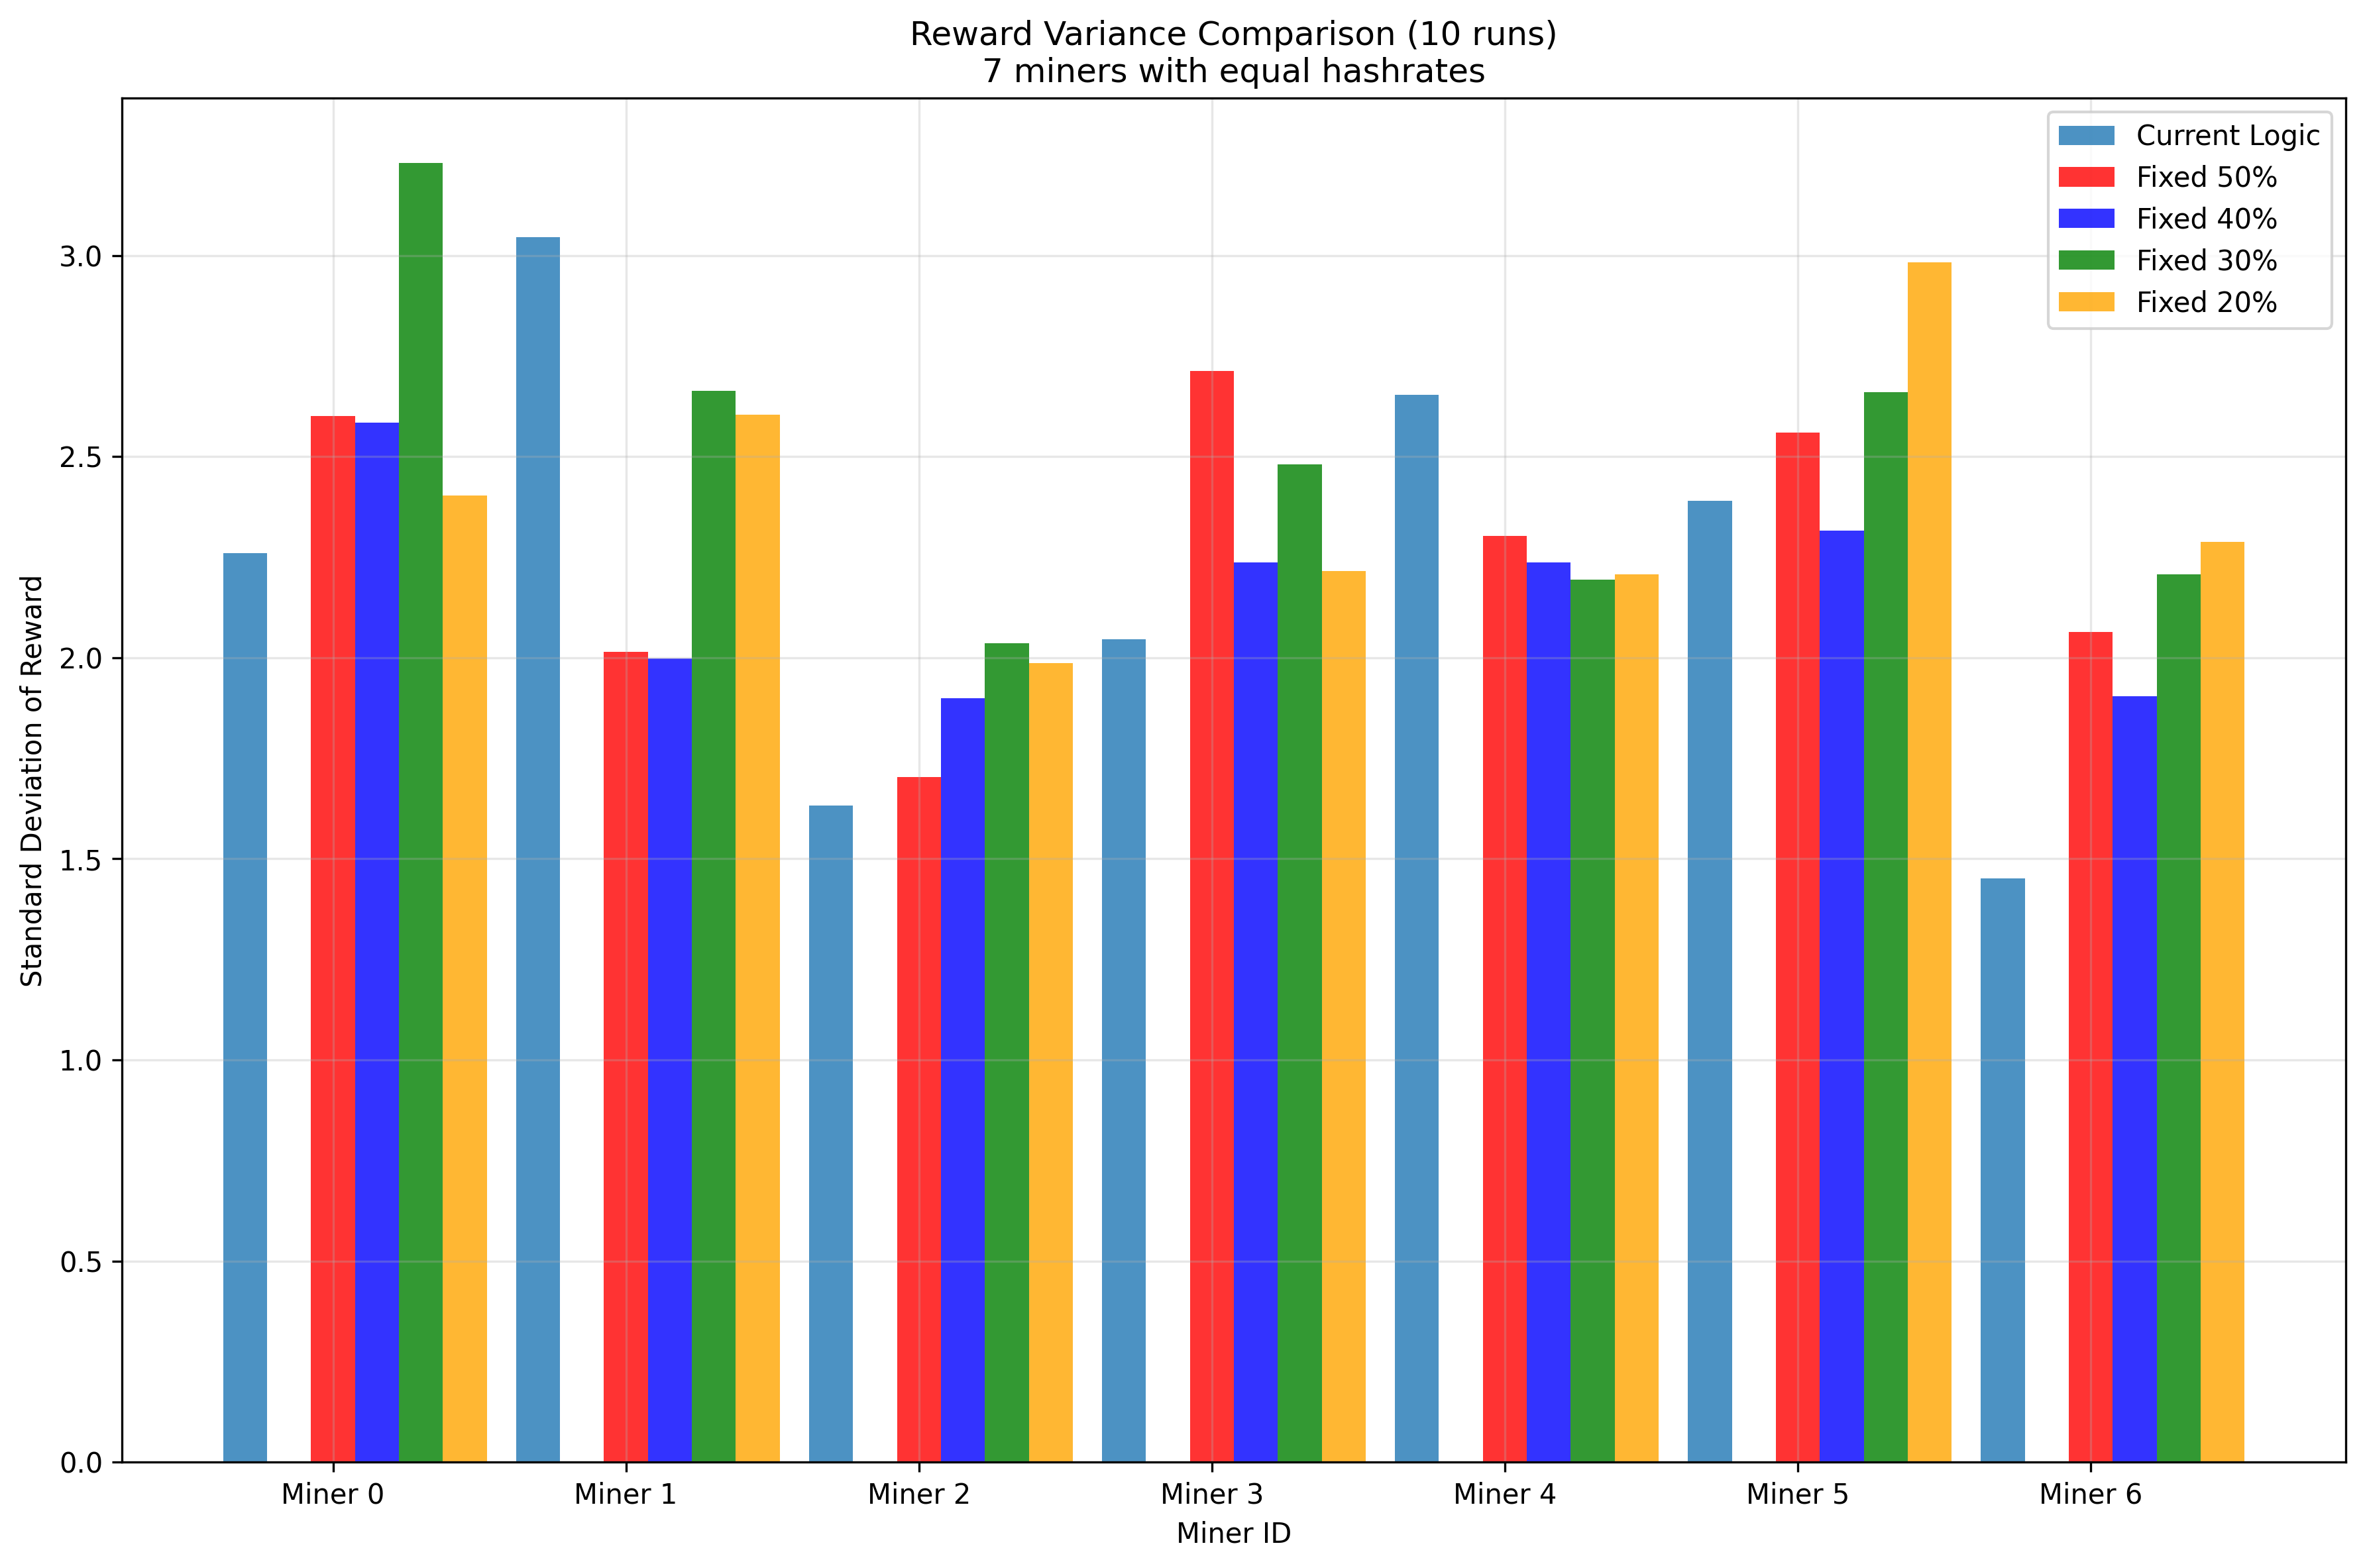 Reward Variance Comparison (10 runs)
7 miners with equal hashrates
Current Logic
Fixed 50%
Fixed 40%
Fixed 30%
Fixed 20%
Standard Deviation of Reward
3.0
2.5
2.0
1.5
1.0
0.5
0.0
Miner 0 Miner 1 Miner 2 Miner 3 Miner 4 Miner 5 Miner 6
Miner ID